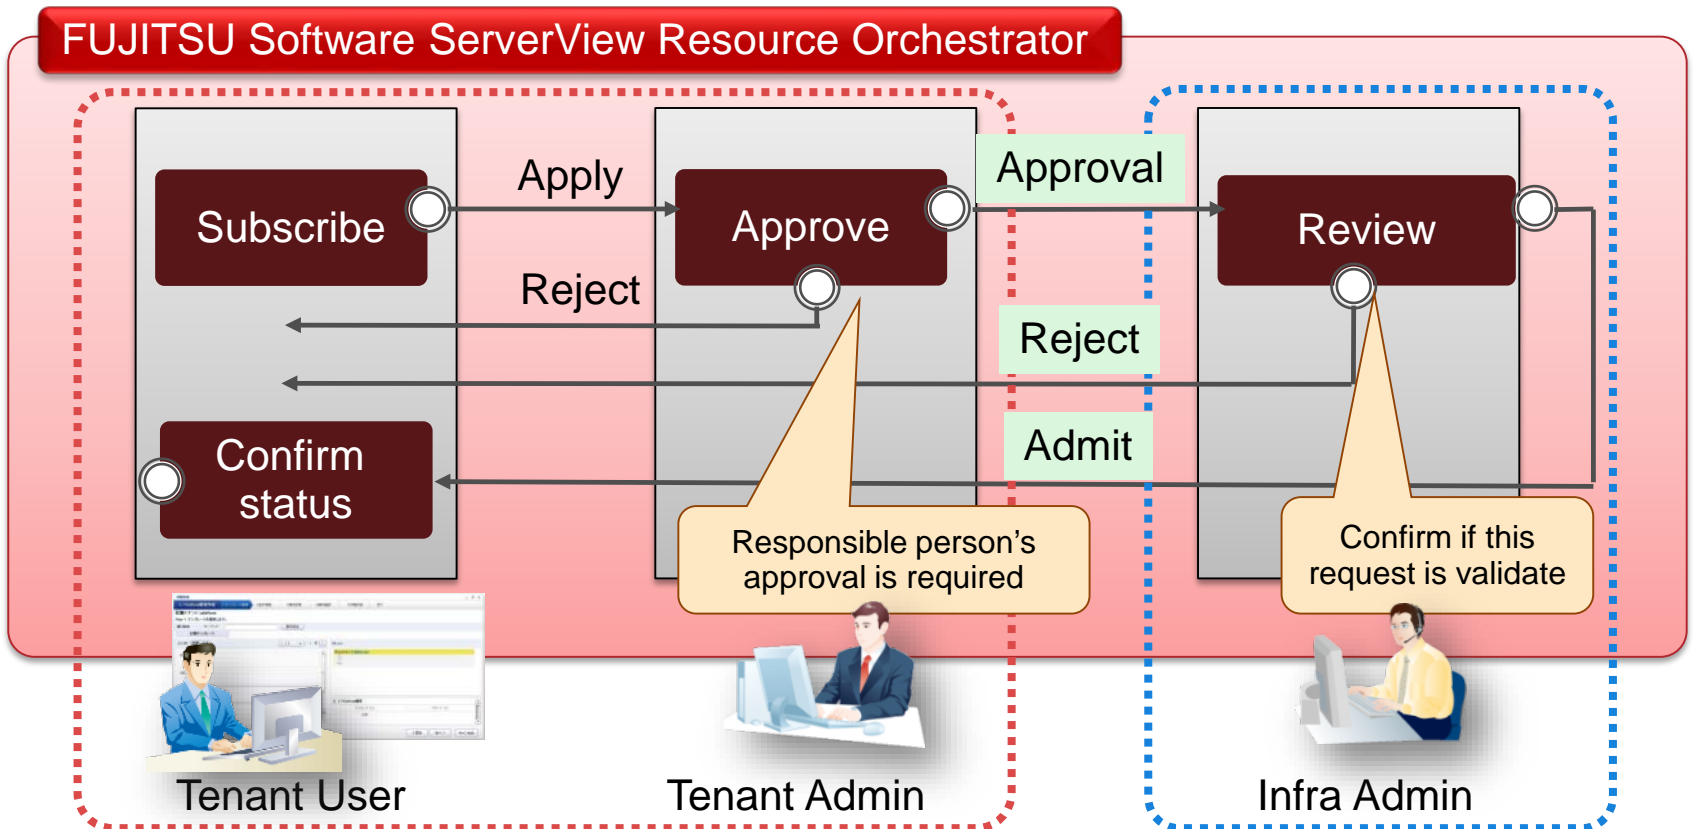 FUJITSU Software ServerView Resource Orchestrator
Subscribe
Apply
Approve
Approval
Review
Reject
Reject
Admit
Confirm
status
Responsible person's
approval is required
Confirm if this
request is validate
Tenant User
Tenant Admin
Infra Admin